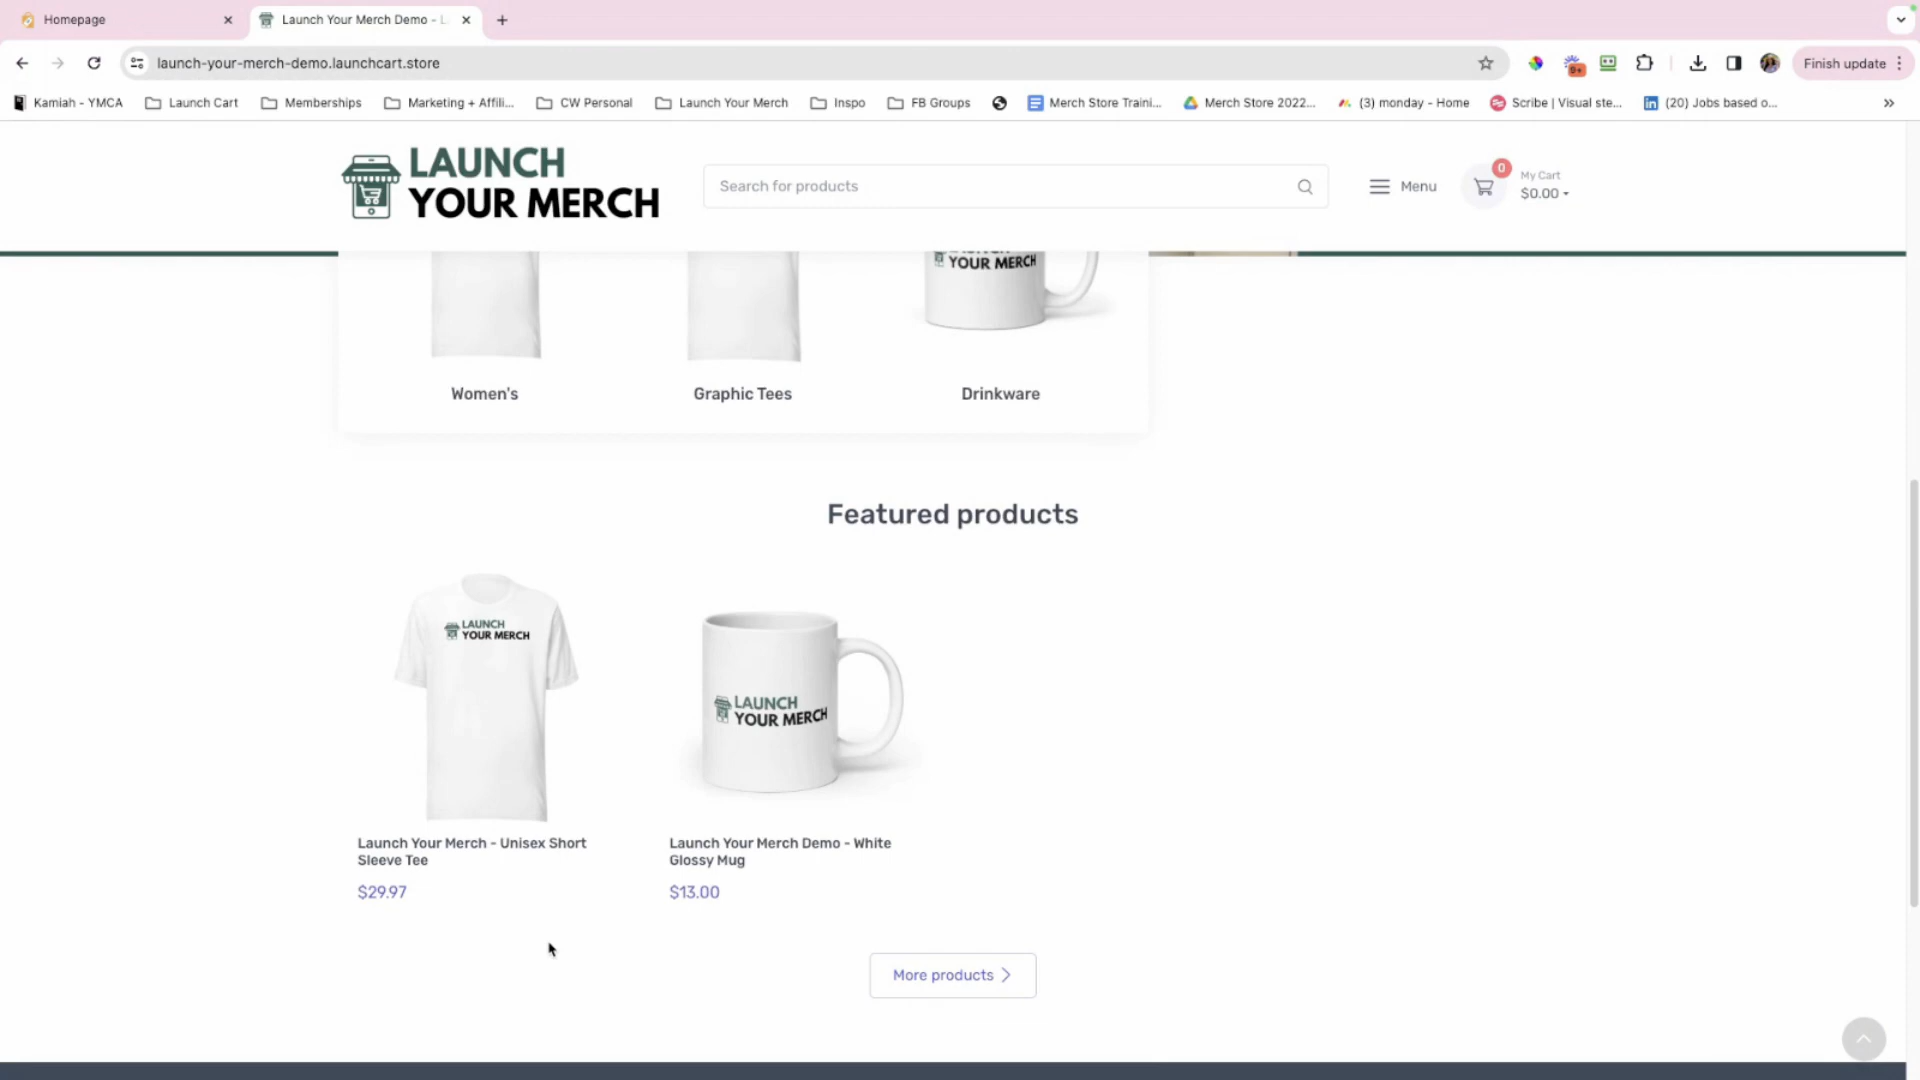 Homepage
Launch Your Merch Demo - L
launch-your-merch-demo.launchcart.store
Finish update
Kamiah - YMCA
Launch Cart
Memberships
Marketing + Affili...
CW Personal
Launch Your Merch
Inspo
FB Groups
Merch Store Traini...
Merch Store 2022...
(3) monday - Home
Scribe | Visual ste...
(20) Jobs based o...
LAUNCH
YOUR MERCH
Search for products
Menu
0
My Cart
$0.00
YOUR MERCH
Women's
Graphic Tees
Drinkware
Featured products
LAUNCH
YOUR MERCH
LAUNCH
YOUR MERCH
Launch Your Merch - Unisex Short
Sleeve Tee
$29.97
Launch Your Merch Demo - White
Glossy Mug
$13.00
More products